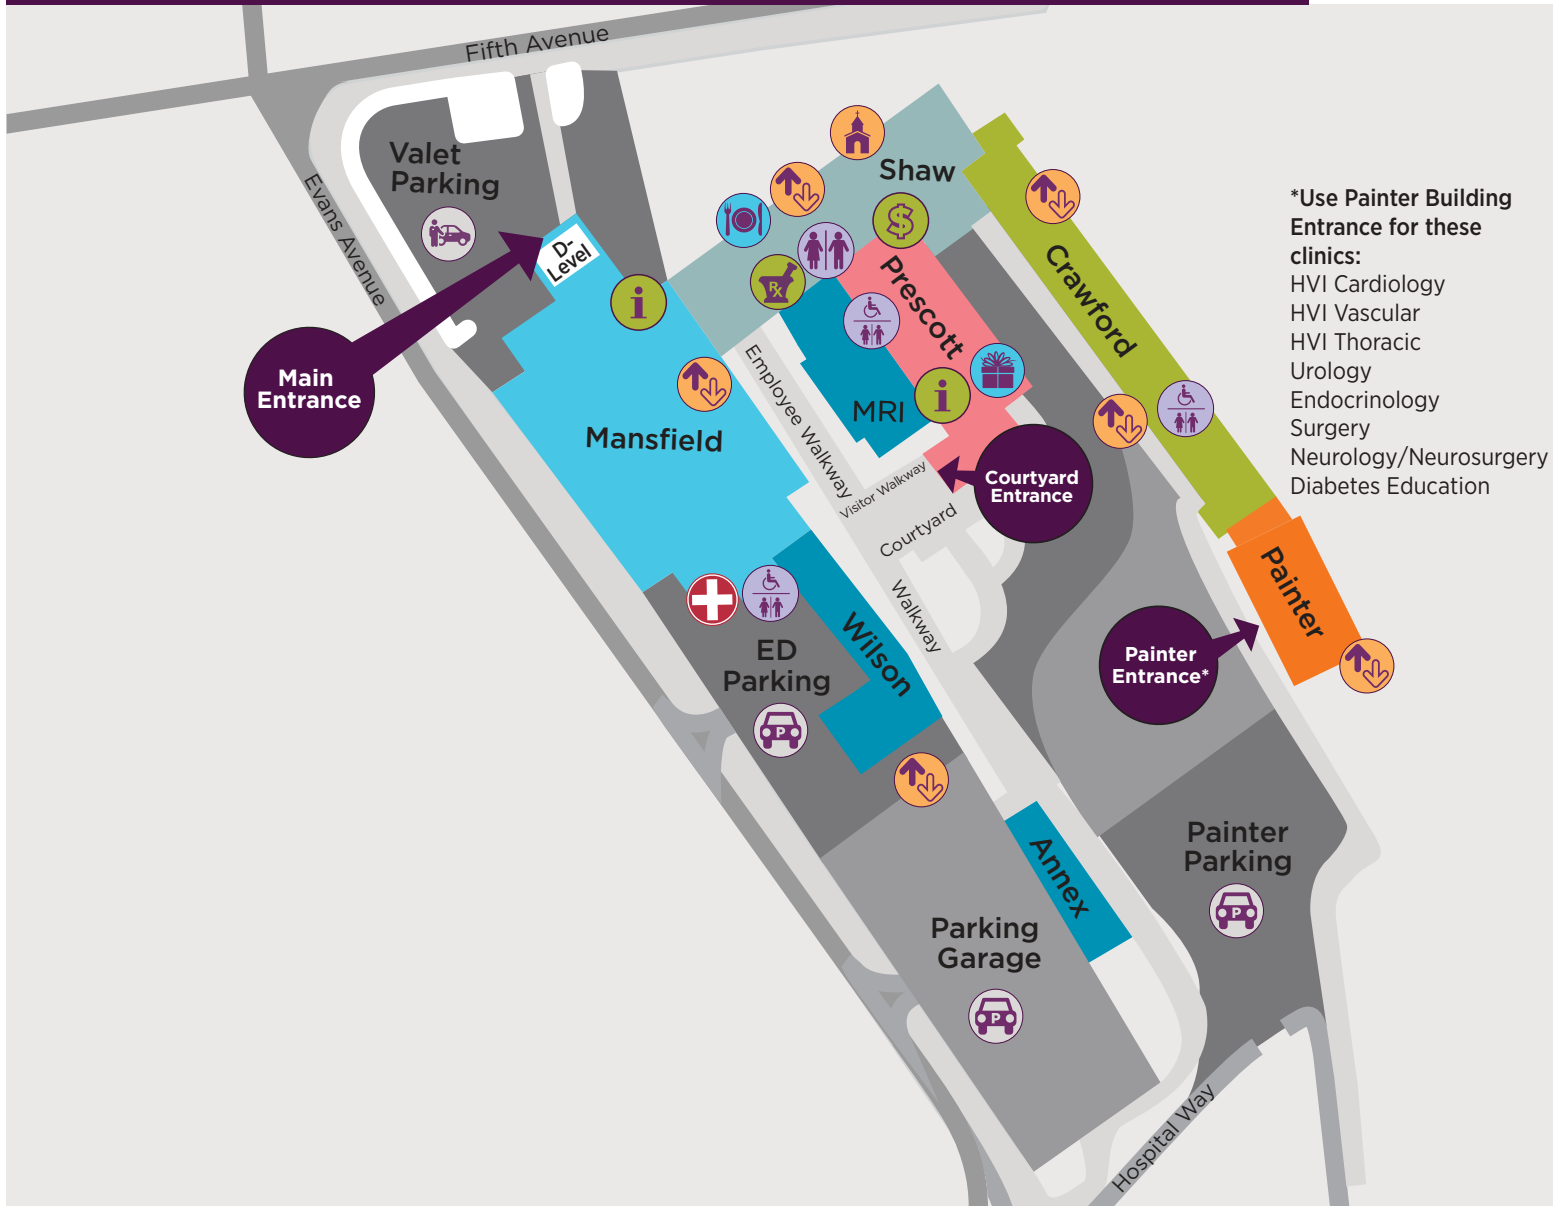 Fifth Avenue
Evans Avenue
Valet
Parking
D-
Level
Main
Entrance
i
Mansfield
Shaw
$
Rx
Prescott
MRI
i
Crawford
Employee Walkway
Visitor Walkway
Courtyard
Courtyard
Entrance
Walkway
Wilson
ED
Parking
P
Painter
Painter
Entrance*
Annex
Parking
Garage
P
Painter
Parking
P
Hospital Way
*Use Painter Building
Entrance for these
clinics:
HVI Cardiology
HVI Vascular
HVI Thoracic
Urology
Endocrinology
Surgery
Neurology/Neurosurgery
Diabetes Education